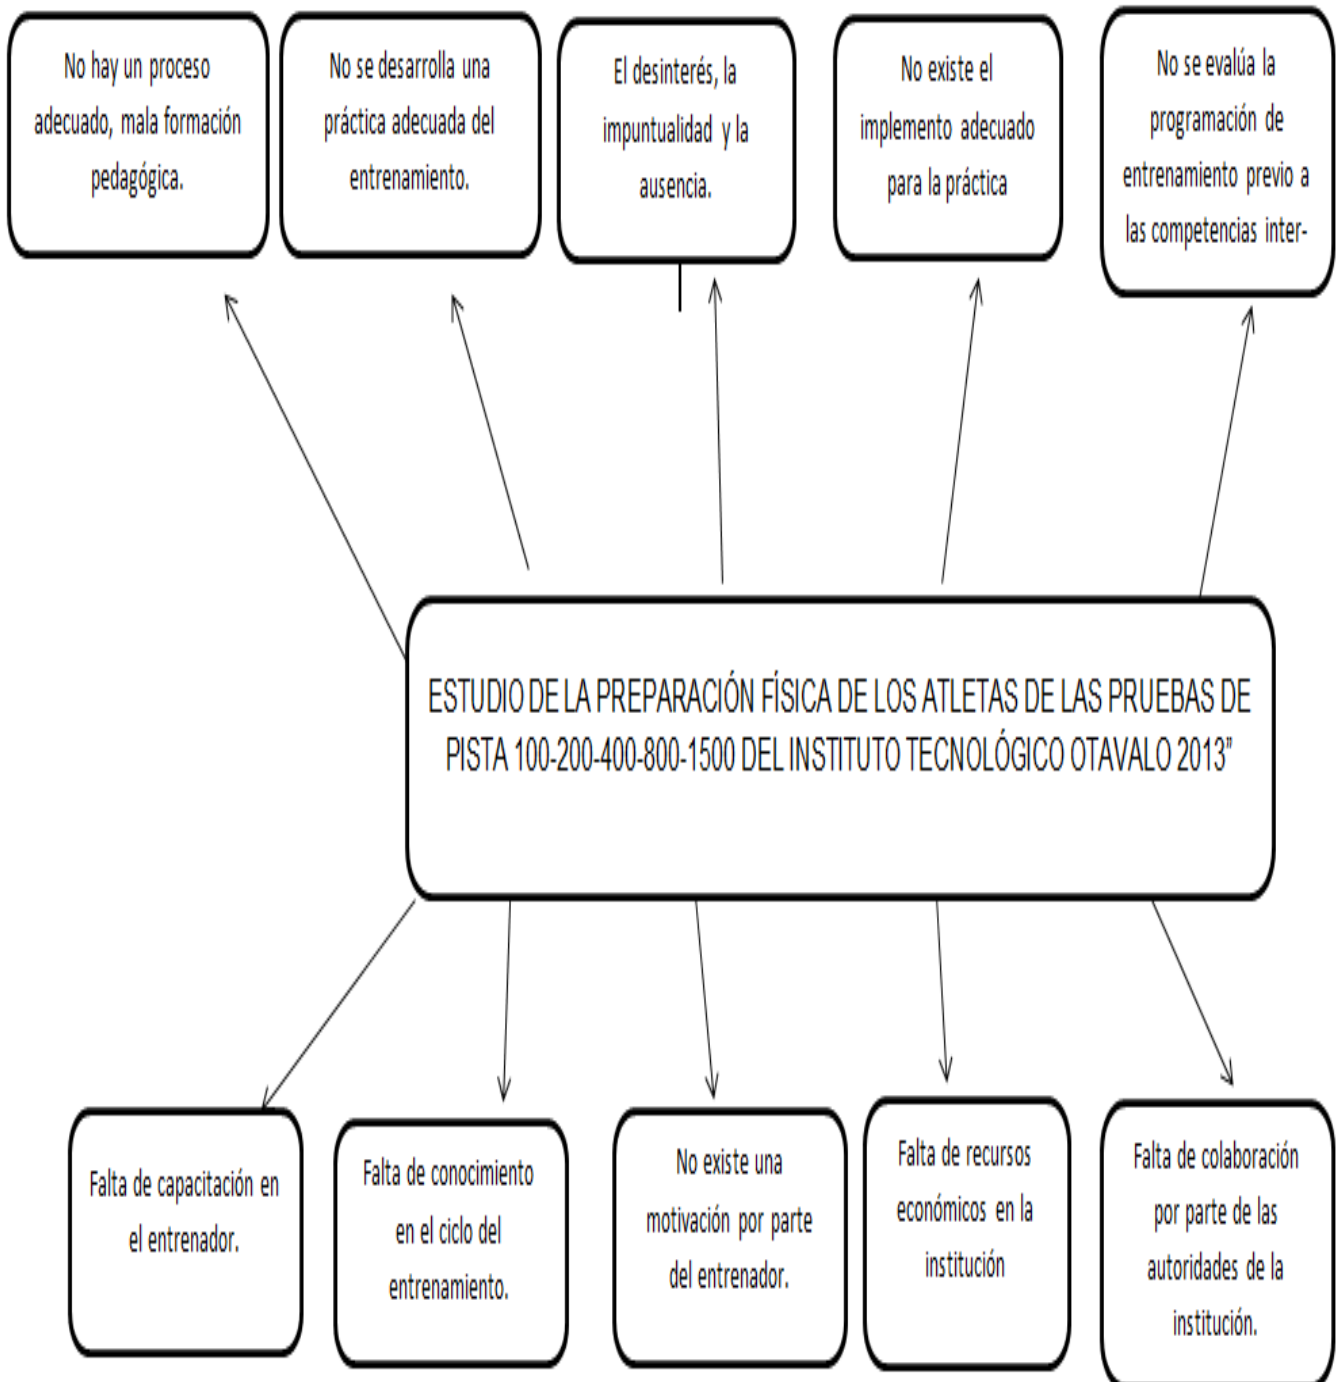 No hay un proceso
adecuado, mala formación
pedagógica.
No se desarrolla una
práctica adecuada del
entrenamiento.
El desinterés, la
impuntualidad y la
ausencia.
No existe el
implemento adecuado
para la práctica
No se evalúa la
programación de
entrenamiento previo a
las competencias inter-
ESTUDIO DE LA PREPARACIÓN FÍSICA DE LOS ATLETAS DE LAS PRUEBAS DE
PISTA 100-200-400-800-1500 DEL INSTITUTO TECNOLÓGICO OTAVALO 2013”
Falta de capacitación en
el entrenador.
Falta de conocimiento
en el ciclo del
entrenamiento.
No existe una
motivación por parte
del entrenador.
Falta de recursos
económicos en la
institución
Falta de colaboración
por parte de las
autoridades de la
institución.